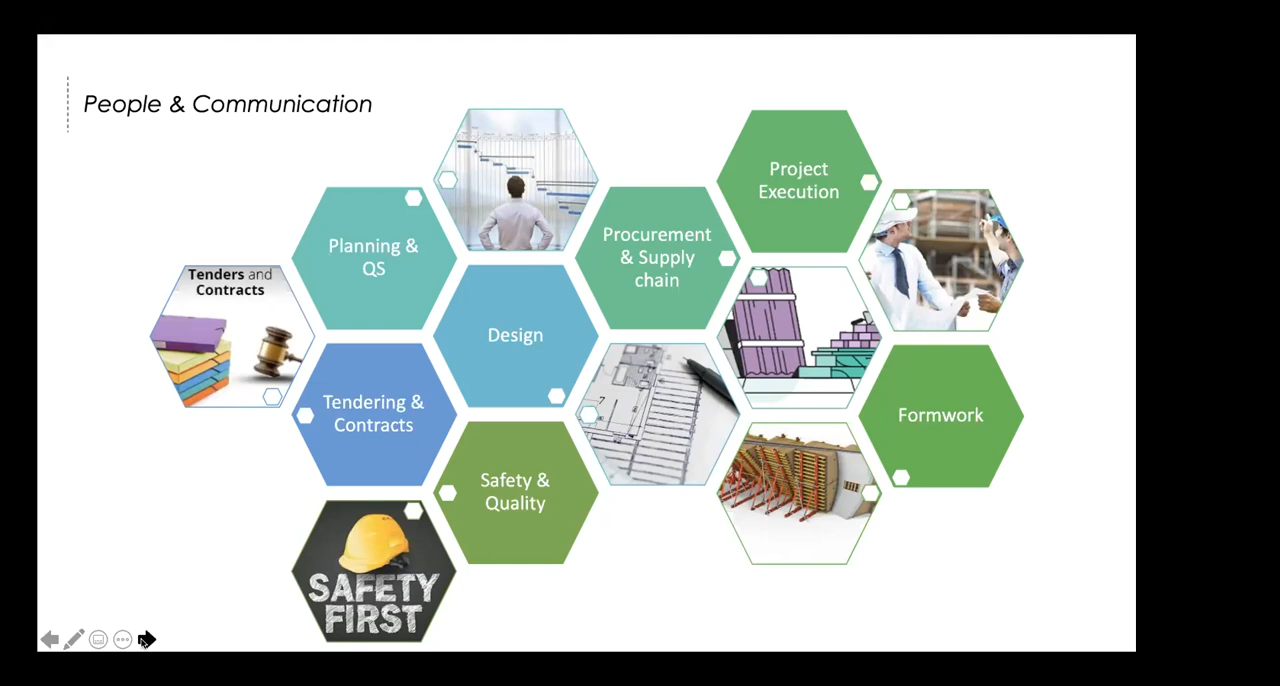 People & Communication
Project
Execution
Planning &
QS
Procurement
& Supply
chain
Tenders and
Contracts
Design
Tendering &
Contracts
Formwork
Safety &
Quality
SAFETY
FIRST